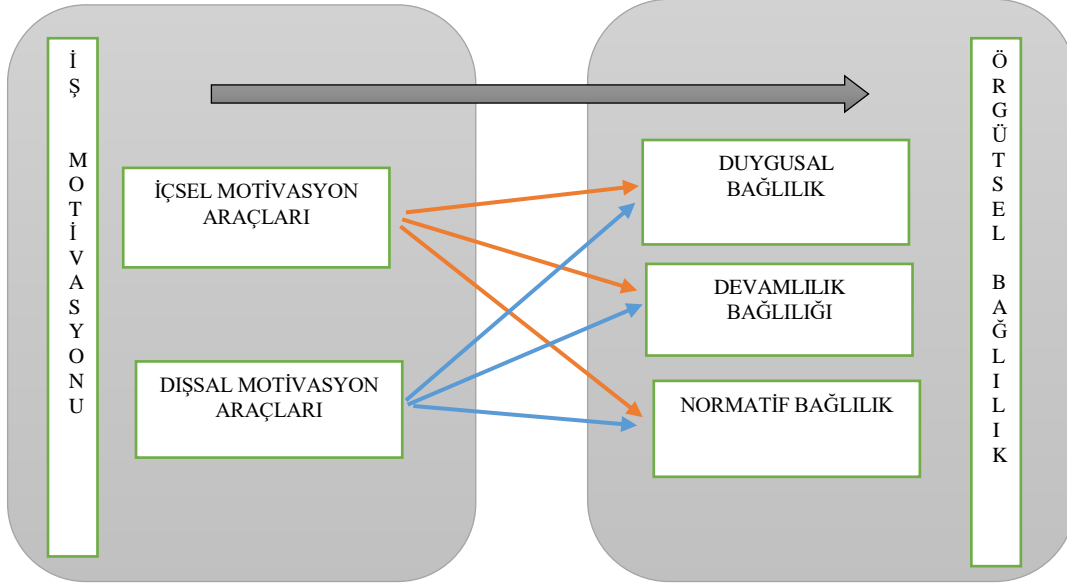 İŞ MOTİVASYONU
İÇSEL MOTİVASYON
ARAÇLARI
DIŞSAL MOTİVASYON
ARAÇLARI
DUYGUSAL
BAĞLILIK
DEVAMLILIK
BAĞLILIĞI
NORMATİF BAĞLILIK
ÖRGÜTSEL BAĞLILIK